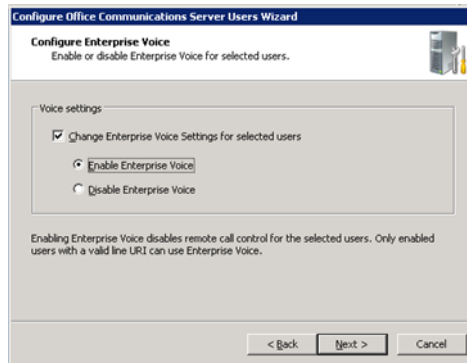 Configure Office Communications Server Users Wizard
Configure Enterprise Voice
Enable or disable Enterprise Voice for selected users.
Voice settings
Change Enterprise Voice Settings for selected users
Enable Enterprise Voice
Disable Enterprise Voice
Enabling Enterprise Voice disables remote call control for the selected users. Only enabled
users with a valid line URI can use Enterprise Voice.
< Back Next > Cancel